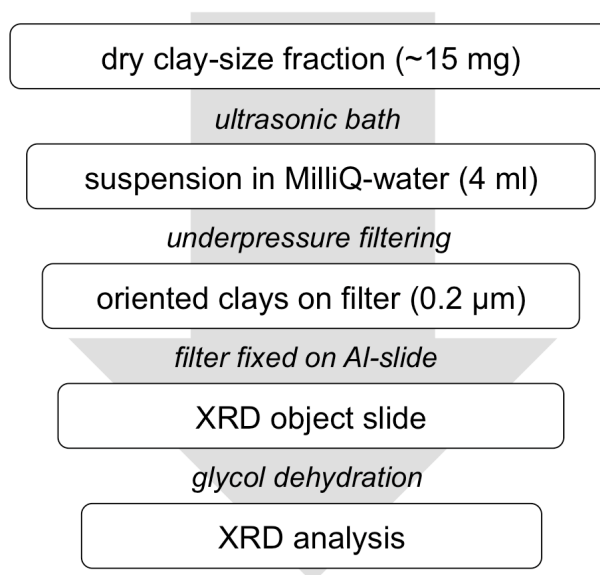 dry clay-size fraction (~15 mg)
ultrasonic bath
suspension in MilliQ-water (4 ml)
underpressure filtering
oriented clays on filter (0.2 µm)
filter fixed on Al-slide
XRD object slide
glycol dehydration
XRD analysis